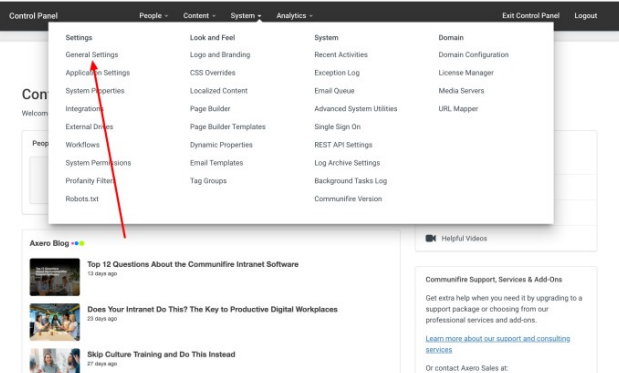 Control Panel People Content System Analytics Exit Control Panel Logout
Settings Look and Feel System Domain
General Settings Logo and Branding Recent Activities Domain Configuration
Application Settings CSS Overrides Exception Log License Manager
System Properties Localized Content Email Queue Media Servers
Integrations Page Builder Advanced System Utilities URL Mapper
External Drives Page Builder Templates Single Sign On
Workflows Dynamic Properties REST API Settings
System Permissions Email Templates Log Archive Settings
Profanity Filters Tag Groups Background Tasks Log
Robots.txt Communifire Version
Con
Welcom
Peop
Helpful Videos
Axero Blog
Top 12 Questions About the Communifire Intranet Software
13 days ago
Does Your Intranet Do This? The Key to Productive Digital Workplaces
23 days ago
Skip Culture Training and Do This Instead
27 days ago
Communifire Support, Services & Add-Ons
Get extra help when you need it by upgrading to a
support package or choosing from our
professional services and add-ons.
Learn more about our support and consulting
services
Or contact Axero Sales at: